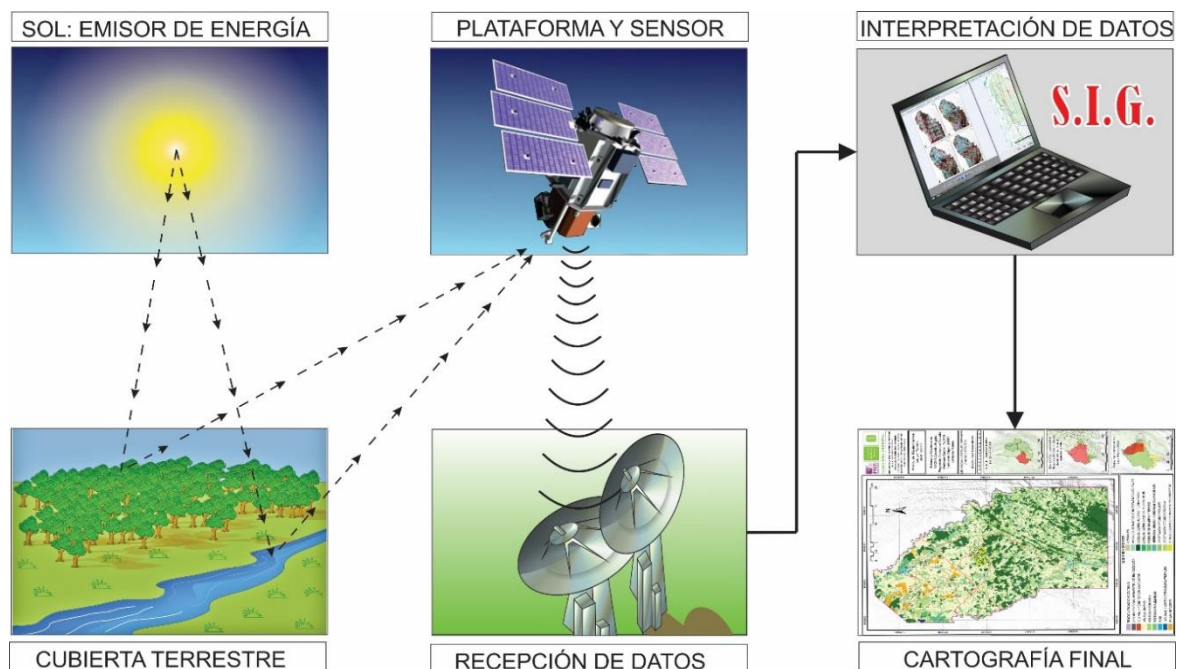 SOL: EMISOR DE ENERGÍA
PLATAFORMA Y SENSOR
INTERPRETACIÓN DE DATOS
S.I.G.
CUBIERTA TERRESTRE
RECEPCIÓN DE DATOS
CARTOGRAFÍA FINAL